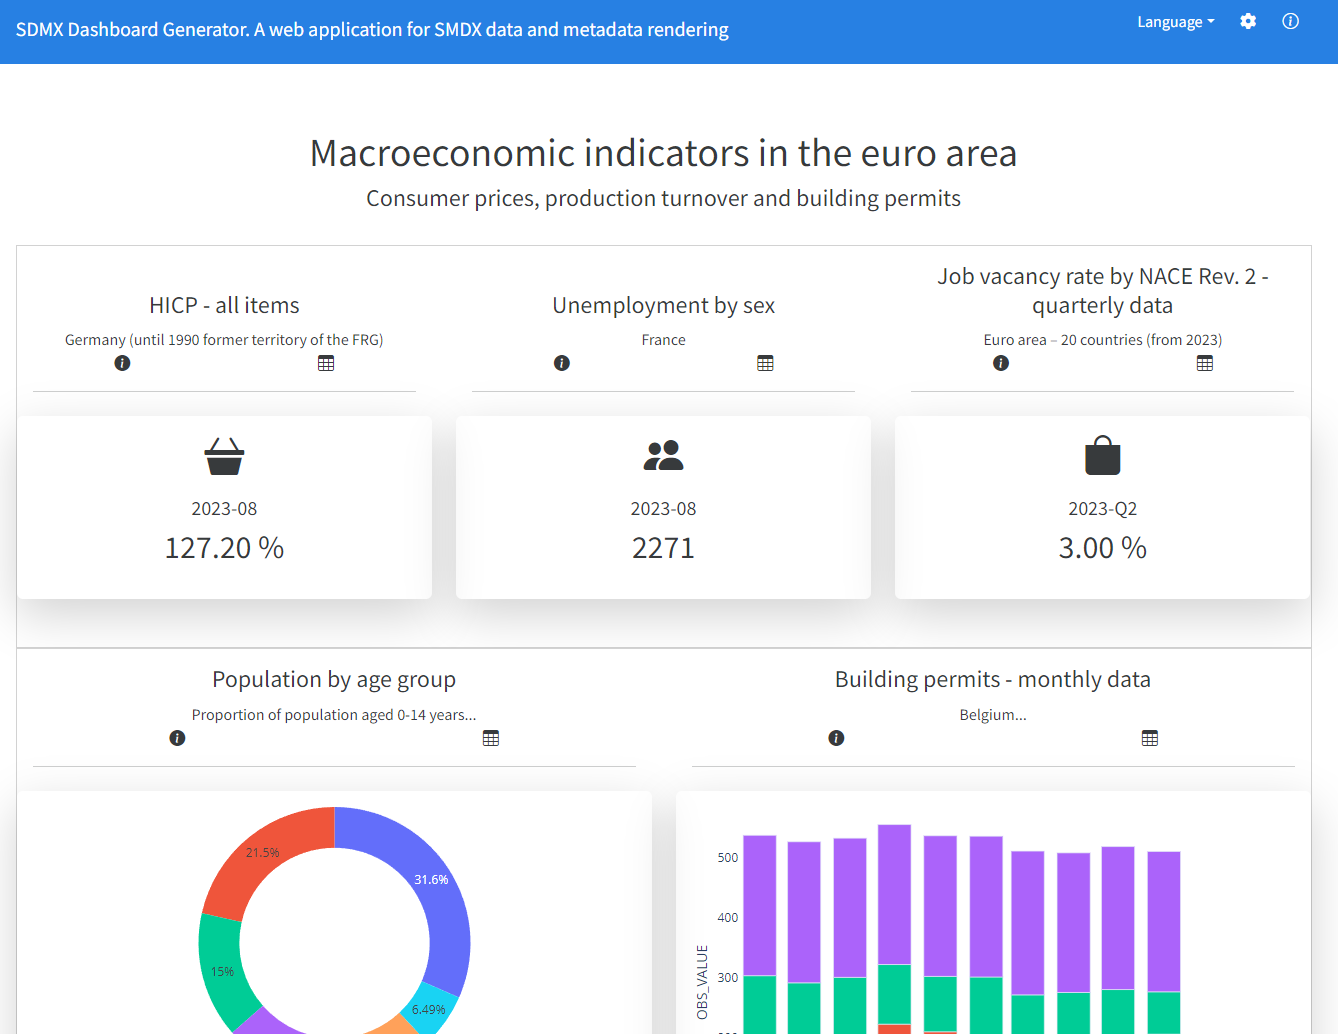 SDMX Dashboard Generator. A web application for SMDX data and metadata rendering
Language
Macroeconomic indicators in the euro area
Consumer prices, production turnover and building permits
HICP - all items
Germany (until 1990 former territory of the FRG)
Unemployment by sex
France
Job vacancy rate by NACE Rev. 2 -
quarterly data
Euro area – 20 countries (from 2023)
2023-08
127.20 %
2023-08
2271
2023-Q2
3.00 %
Population by age group
Proportion of population aged 0-14 years...
Building permits - monthly data
Belgium...
21.5%
31.6%
15%
6.49%
500
400
300
OBS_VALUE